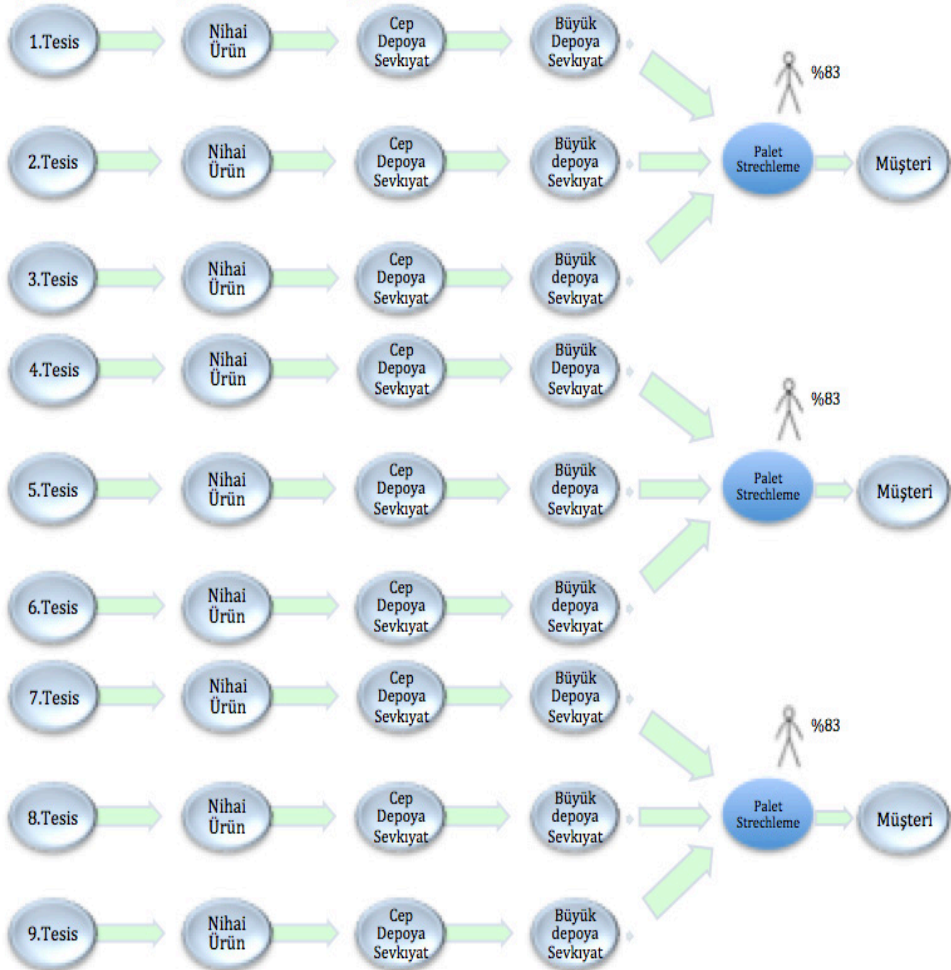 1.Tesis
Nihai
Ürün
Cep
Depoya
Sevkıyat
Büyük
Depoya
Sevkıyat
%83
2.Tesis
Nihai
Ürün
Cep
Depoya
Sevkıyat
Büyük
depoya
Sevkıyat
Palet
Strechleme
Müşteri
3.Tesis
Nihai
Ürün
Cep
Depoya
Sevkıyat
Büyük
depoya
Sevkıyat
4.Tesis
Nihai
Ürün
Cep
Depoya
Sevkıyat
Büyük
Depoya
Sevkıyat
%83
5.Tesis
Nihai
Ürün
Cep
Depoya
Sevkıyat
Büyük
depoya
Sevkıyat
Palet
Strechleme
Müşteri
6.Tesis
Nihai
Ürün
Cep
Depoya
Sevkıyat
Büyük
depoya
Sevkıyat
7.Tesis
Nihai
Ürün
Cep
Depoya
Sevkıyat
Büyük
Depoya
Sevkıyat
%83
8.Tesis
Nihai
Ürün
Cep
Depoya
Sevkıyat
Büyük
depoya
Sevkıyat
Palet
Strechleme
Müşteri
9.Tesis
Nihai
Ürün
Cep
Depoya
Sevkıyat
Büyük
depoya
Sevkıyat